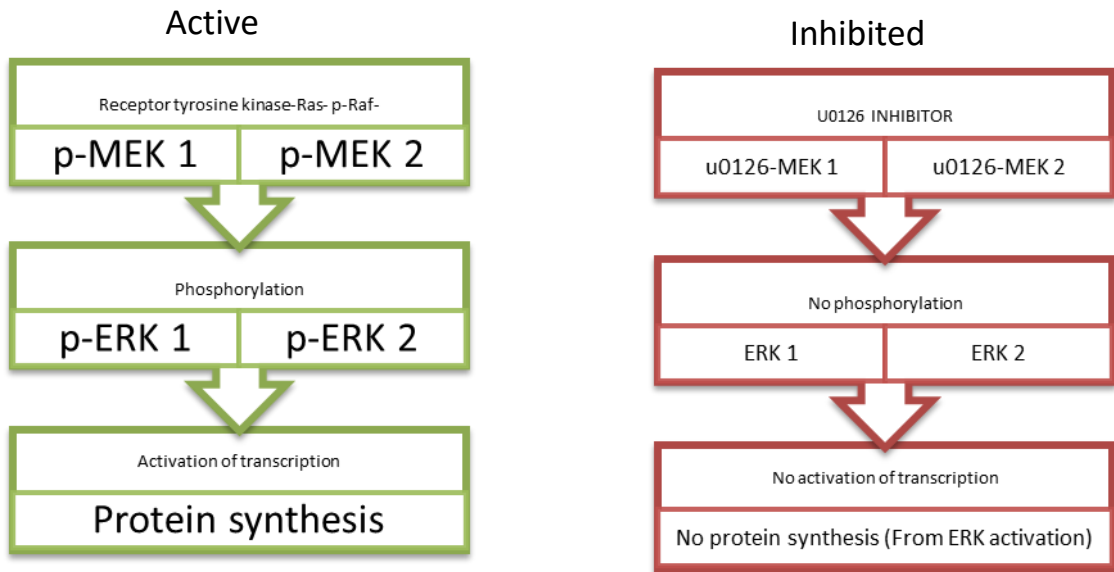 Active
Receptor tyrosine kinase-Ras- p-Raf-
p-MEK 1
p-MEK 2
Phosphorylation
p-ERK 1
p-ERK 2
Activation of transcription
Protein synthesis
Inhibited
U0126 INHIBITOR
u0126-MEK 1
u0126-MEK 2
No phosphorylation
ERK 1
ERK 2
No activation of transcription
No protein synthesis (From ERK activation)